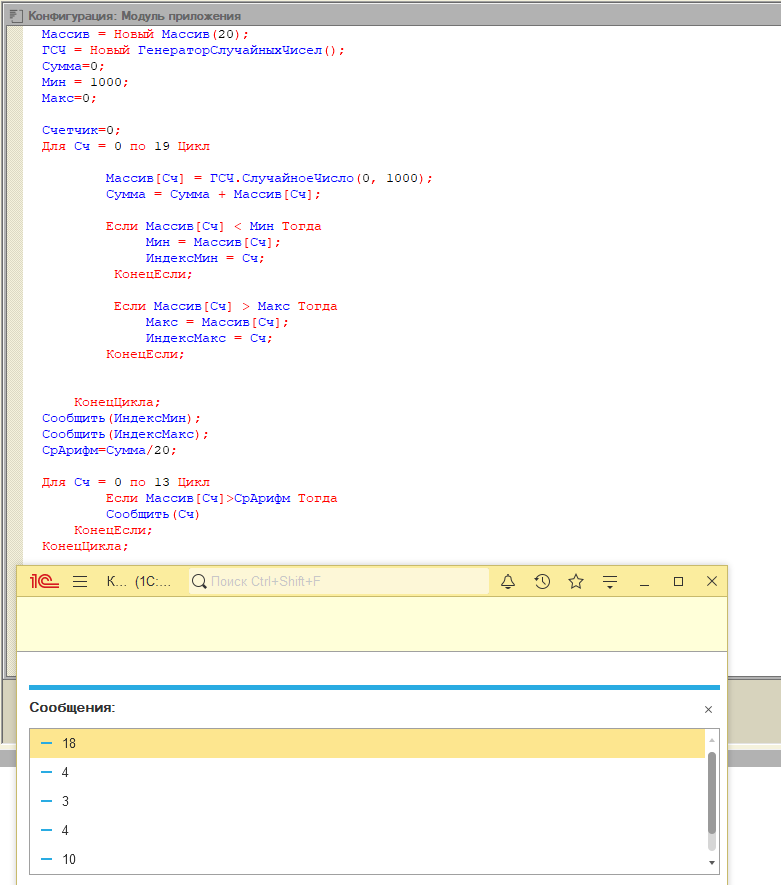 Конфигурация: Модуль приложения
Массив = Новый Массив(20);
ГСЧ = Новый ГенераторСлучайныхЧисел();
Сумма=0;
Мин = 1000;
Макс=0;
Счетчик=0;
Для Сч = 0 по 19 Цикл
Массив[Сч] = ГСЧ.СлучайноеЧисло(0, 1000);
Сумма = Сумма + Массив[Сч];
Если Массив[Сч] < Мин Тогда
Мин = Массив[Сч];
ИндексМин = Сч;
КонецЕсли;
Если Массив[Сч] > Макс Тогда
Макс = Массив[Сч];
ИндексМакс = Сч;
КонецЕсли;
КонецЦикла;
Сообщить(ИндексМин);
Сообщить(ИндексМакс);
СрАрифм=Сумма/20;
Для Сч = 0 по 13 Цикл
Если Массив[Сч]>СрАрифм Тогда
Сообщить(Сч)
КонецЕсли;
КонецЦикла;
1С К... (1С:... Поиск Ctrl+Shift+F
Сообщения:
18
4
3
4
10